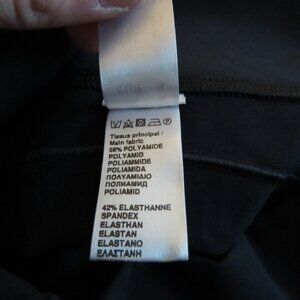 Tissus principal /
Main fabric
58% POLYAMIDE
POLYAMID
POLIAMMIDE
POLIAMIDA
ΠΟΛΥΑΜΙΔΙΟ
ПОЛИАМИД
POLIAMID
42% ELASTHANNE
SPANDEX
ELASTHAN
ELASTAN
ELASTANO
ΕΛΑΣΤΑΝΗ